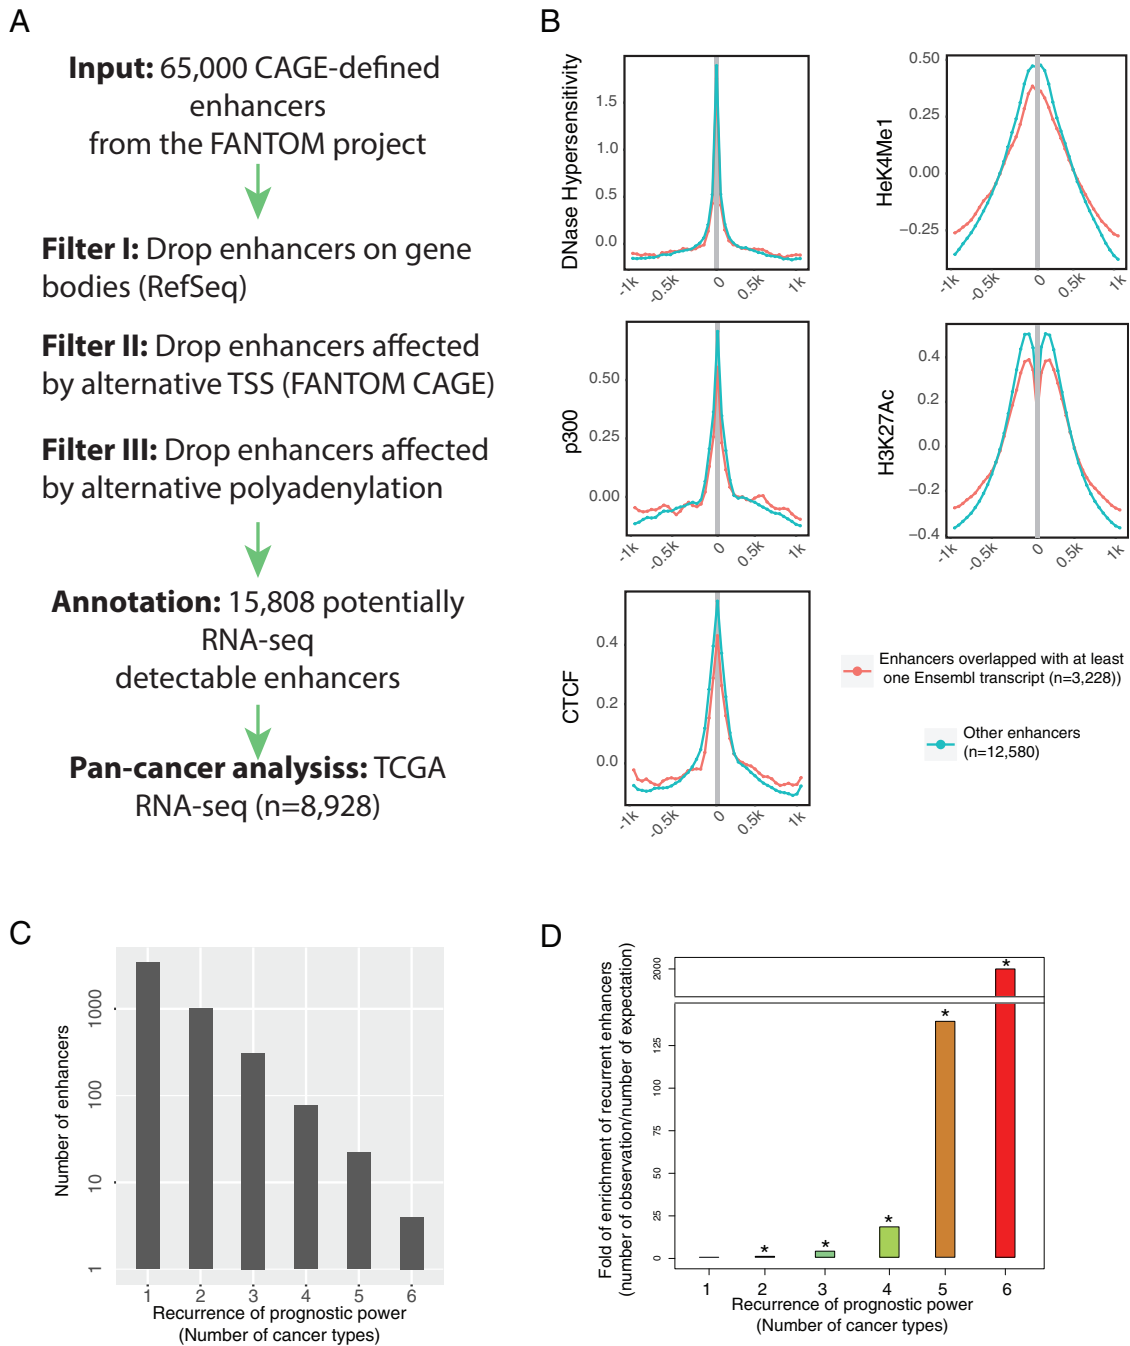 A
Input: 65,000 CAGE-defined
enhancers
from the FANTOM project
Filter I: Drop enhancers on gene
bodies (RefSeq)
Filter II: Drop enhancers affected
by alternative TSS (FANTOM CAGE)
Filter III: Drop enhancers affected
by alternative polyadenylation
Annotation: 15,808 potentially
RNA-seq
detectable enhancers
Pan-cancer analysiss: TCGA
RNA-seq (n=8,928)
B
DNase Hypersensitivity
1.5
1.0
0.5
0.0
-1k
-0.5k
0
0.5k
1k
HeK4Me1
0.50
0.25
0.00
−0.25
-1k
-0.5k
0
0.5k
1k
p300
0.50
0.25
0.00
-1k
-0.5k
0
0.5k
1k
H3K27Ac
0.4
0.2
0.0
−0.2
−0.4
-1k
-0.5k
0
0.5k
1k
CTCF
0.4
0.2
0.0
-1k
-0.5k
0
0.5k
1k
Enhancers overlapped with at least
one Ensembl transcript (n=3,228))
Other enhancers
(n=12,580)
C
Number of enhancers
1000
100
10
1
1 2 3 4 5 6
Recurrence of prognostic power
(Number of cancer types)
D
Fold of enrichment of recurrent enhancers
(number of observation/number of expectation)
2000
125
100
75
50
25
0
* * * * *
1 2 3 4 5 6
Recurrence of prognostic power
(Number of cancer types)